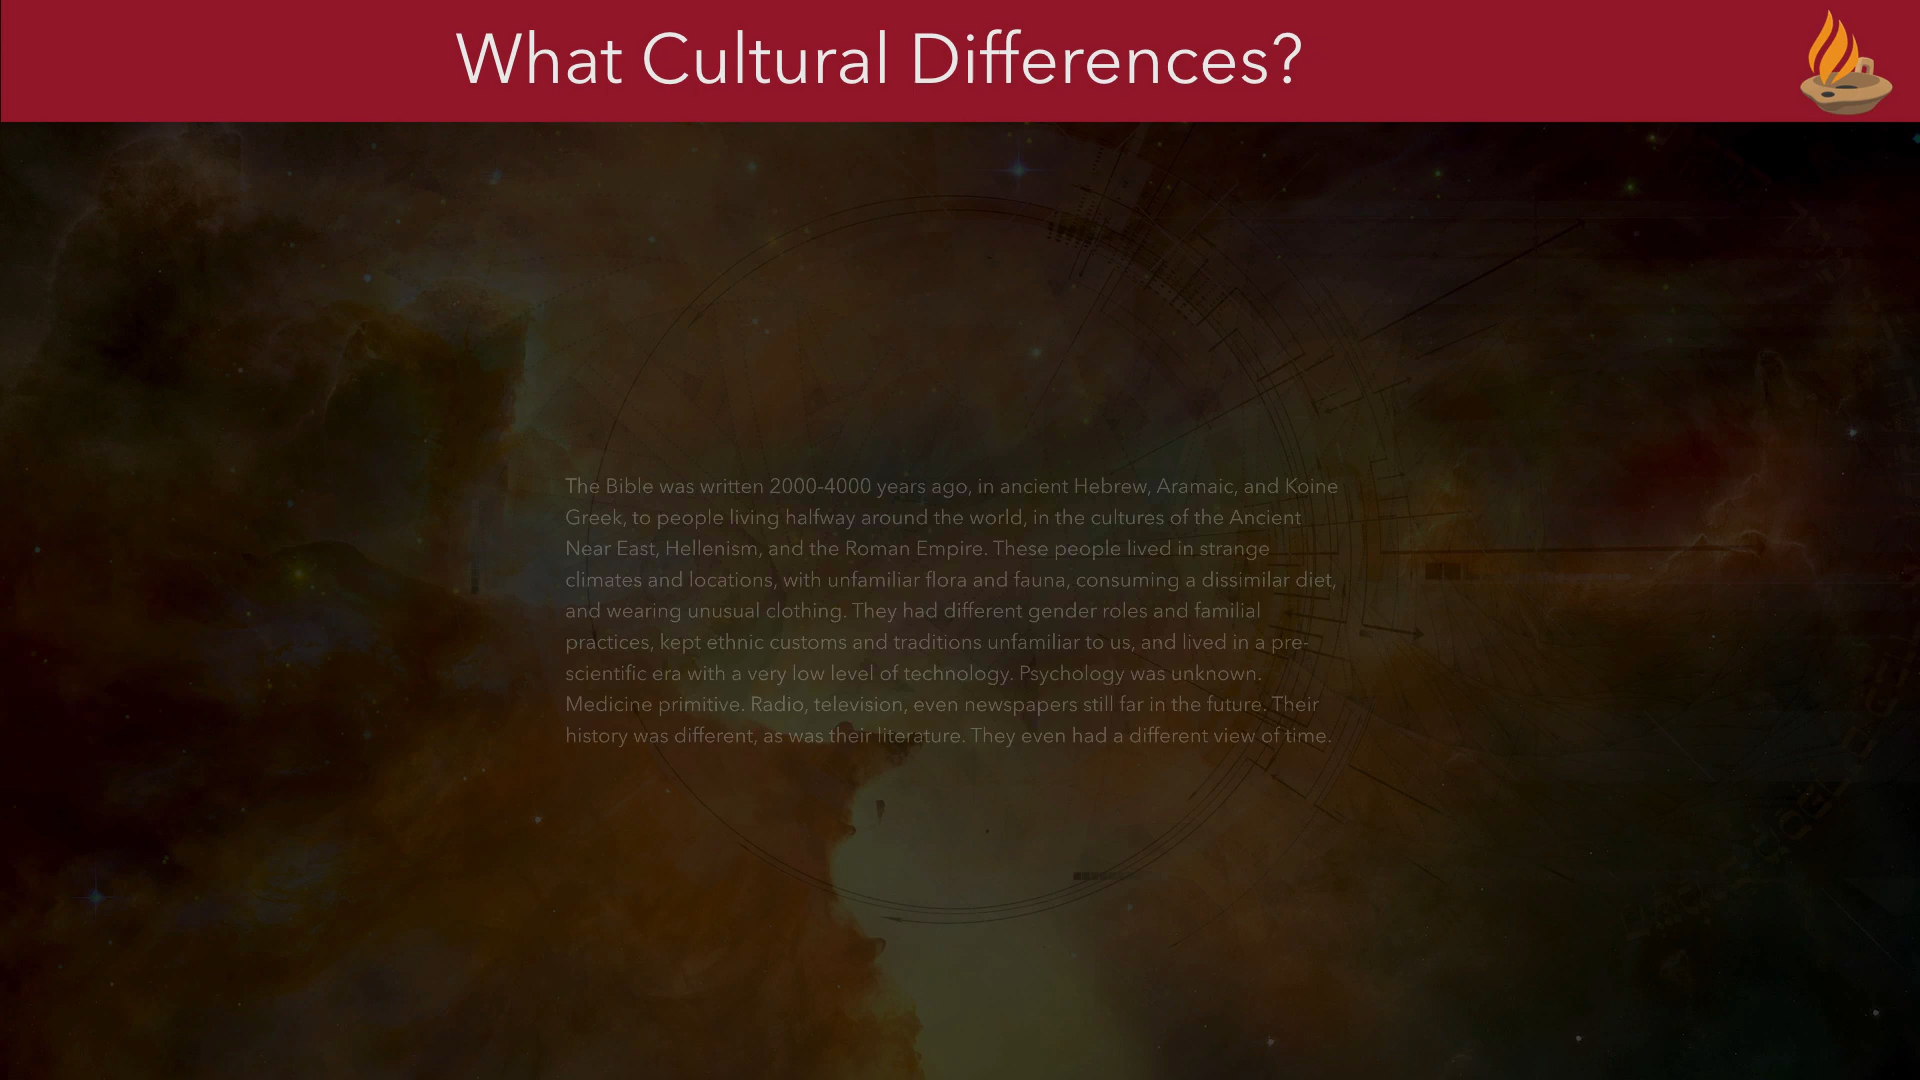 What Cultural Differences?
The Bible was written 2000-4000 years ago, in ancient Hebrew, Aramaic, and Koine
Greek, to people living halfway around the world, in the cultures of the Ancient
Near East, Hellenism, and the Roman Empire. These people lived in strange
climates and locations, with unfamiliar flora and fauna, consuming a dissimilar diet,
and wearing unusual clothing. They had different gender roles and familial
practices, kept ethnic customs and traditions unfamiliar to us, and lived in a pre-
scientific era with a very low level of technology. Psychology was unknown.
Medicine primitive. Radio, television, even newspapers still far in the future. Their
history was different, as was their literature. They even had a different view of time.